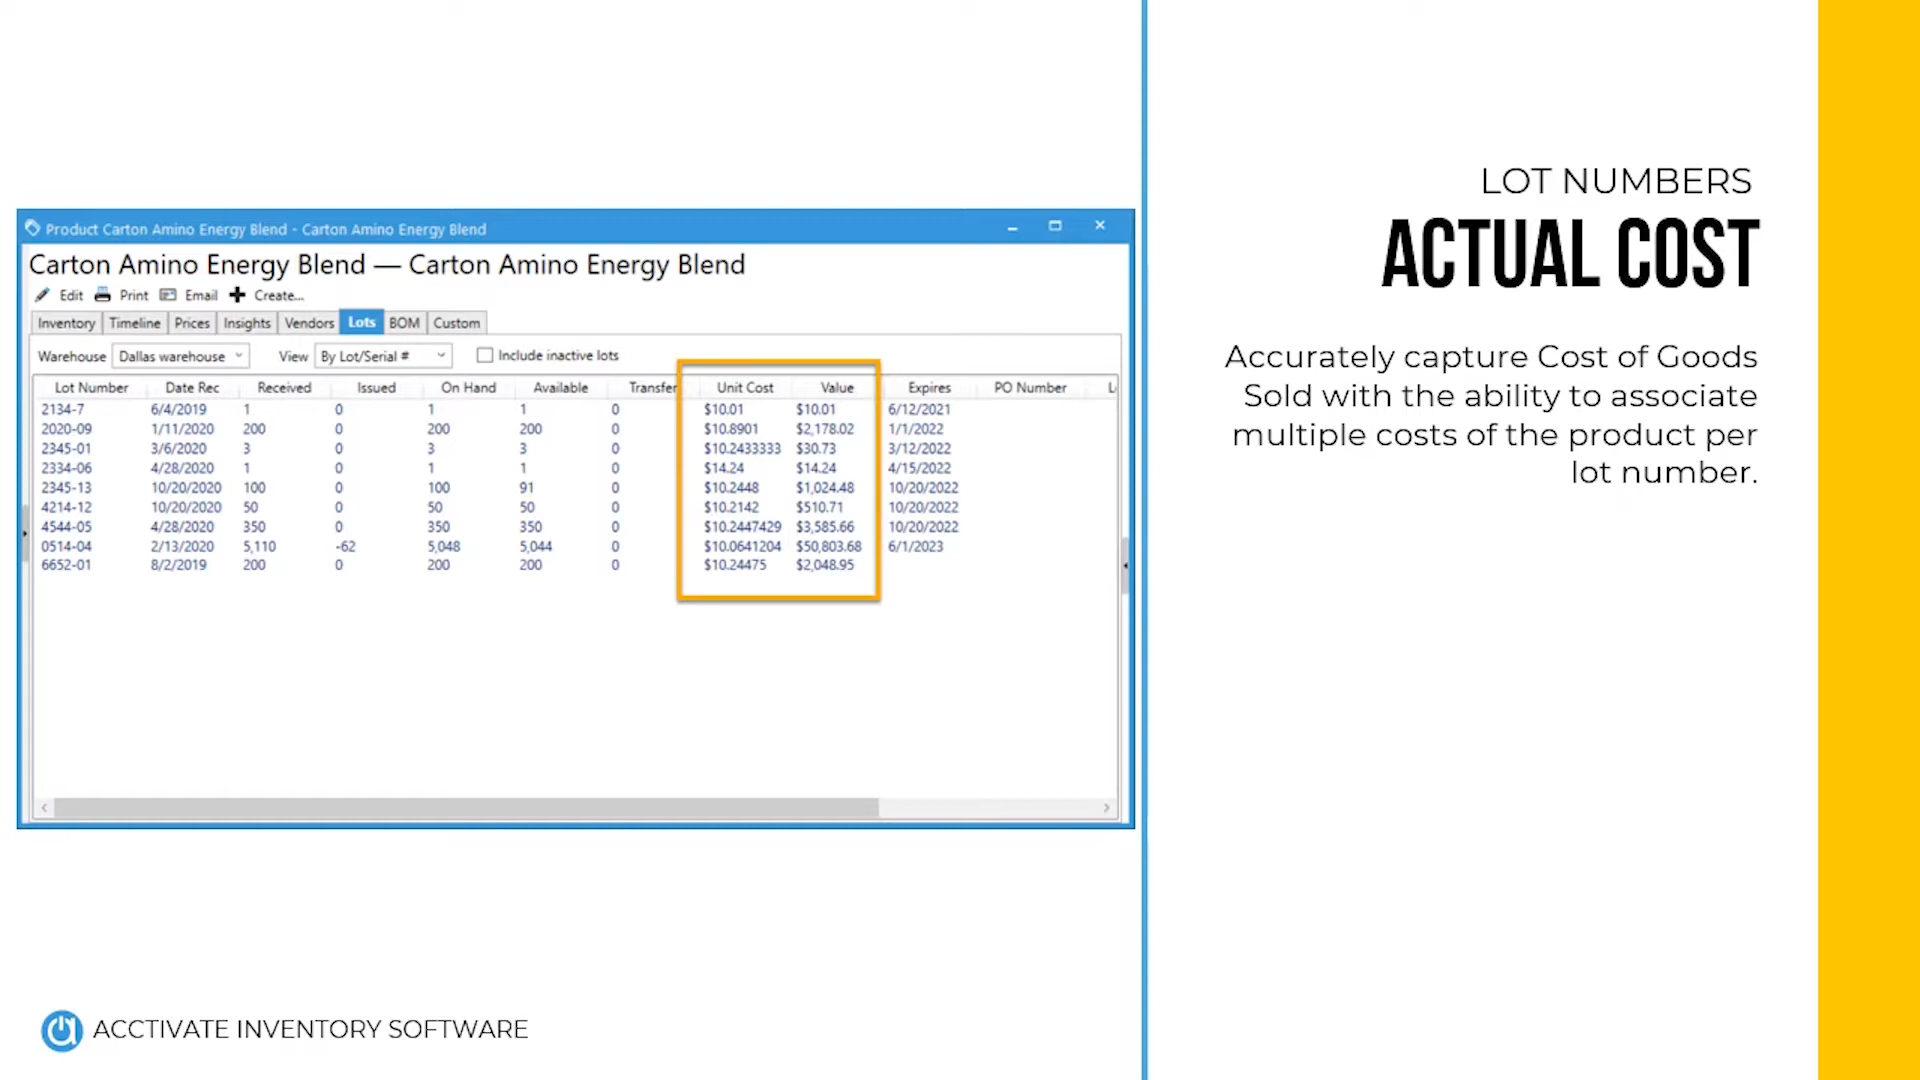 Product Carton Amino Energy Blend - Carton Amino Energy Blend
Carton Amino Energy Blend — Carton Amino Energy Blend
Edit Print Email Create...
Inventory Timeline Prices Insights Vendors Lots BOM Custom
Warehouse Dallas warehouse View By Lot/Serial # Include inactive lots
Lot Number Date Rec Received Issued On Hand Available Transfer Unit Cost Value Expires PO Number
2134-7 6/4/2019 1 0 1 1 0 $10.01 $10.01 6/12/2021
2020-09 1/11/2020 200 0 200 200 0 $10.8901 $2,178.02 1/1/2022
2345-01 3/6/2020 3 0 3 3 0 $10.2433333 $30.73 3/12/2022
2334-06 4/28/2020 1 0 1 1 0 $14.24 $14.24 4/15/2022
2345-13 10/20/2020 100 0 100 91 0 $10.2448 $1,024.48 10/20/2022
4214-12 10/20/2020 50 0 50 50 0 $10.2142 $510.71 10/20/2022
4544-05 4/28/2020 350 0 350 350 0 $10.2447429 $3,585.66 10/20/2022
0514-04 2/13/2020 5,110 -62 5,048 5,044 0 $10.0641204 $50,803.68 6/1/2023
6652-01 8/2/2019 200 0 200 200 0 $10.24475 $2,048.95
LOT NUMBERS
ACTUAL COST
Accurately capture Cost of Goods
Sold with the ability to associate
multiple costs of the product per
lot number.
ACCTIVATE INVENTORY SOFTWARE